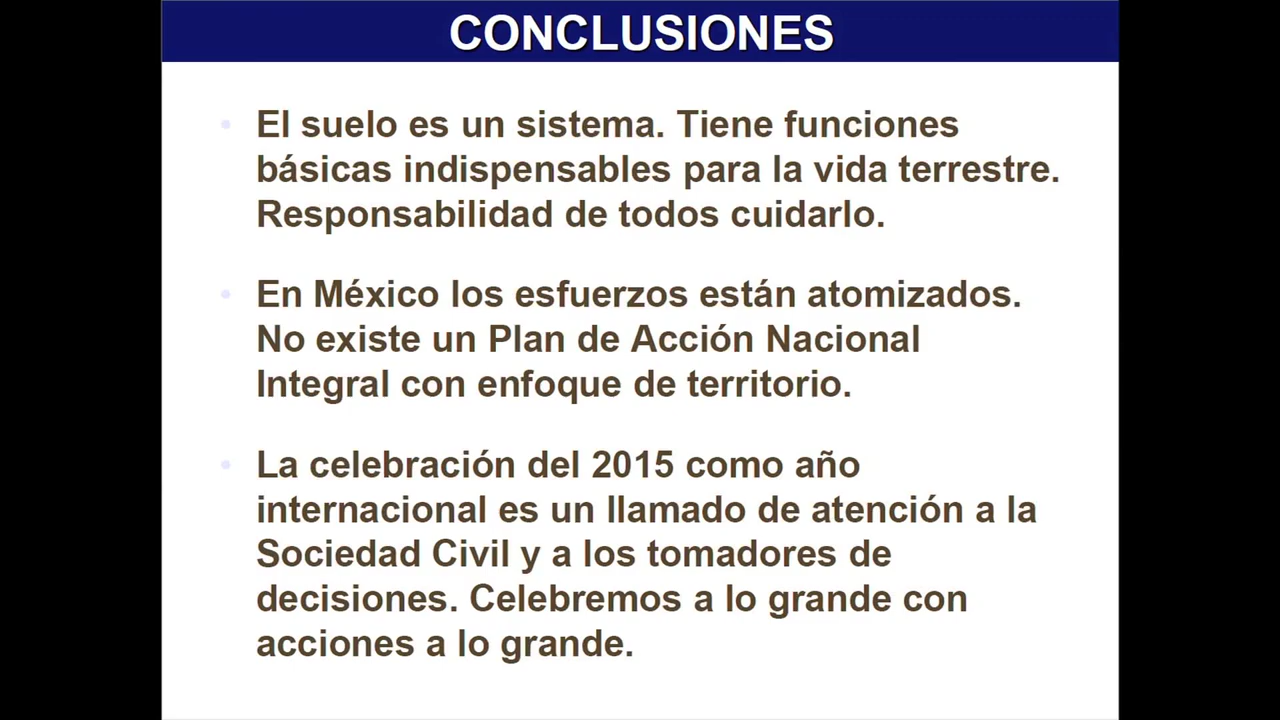 CONCLUSIONES
El suelo es un sistema. Tiene funciones
básicas indispensables para la vida terrestre.
Responsabilidad de todos cuidarlo.
En México los esfuerzos están atomizados.
No existe un Plan de Acción Nacional
Integral con enfoque de territorio.
La celebración del 2015 como año
internacional es un llamado de atención a la
Sociedad Civil y a los tomadores de
decisiones. Celebremos a lo grande con
acciones a lo grande.